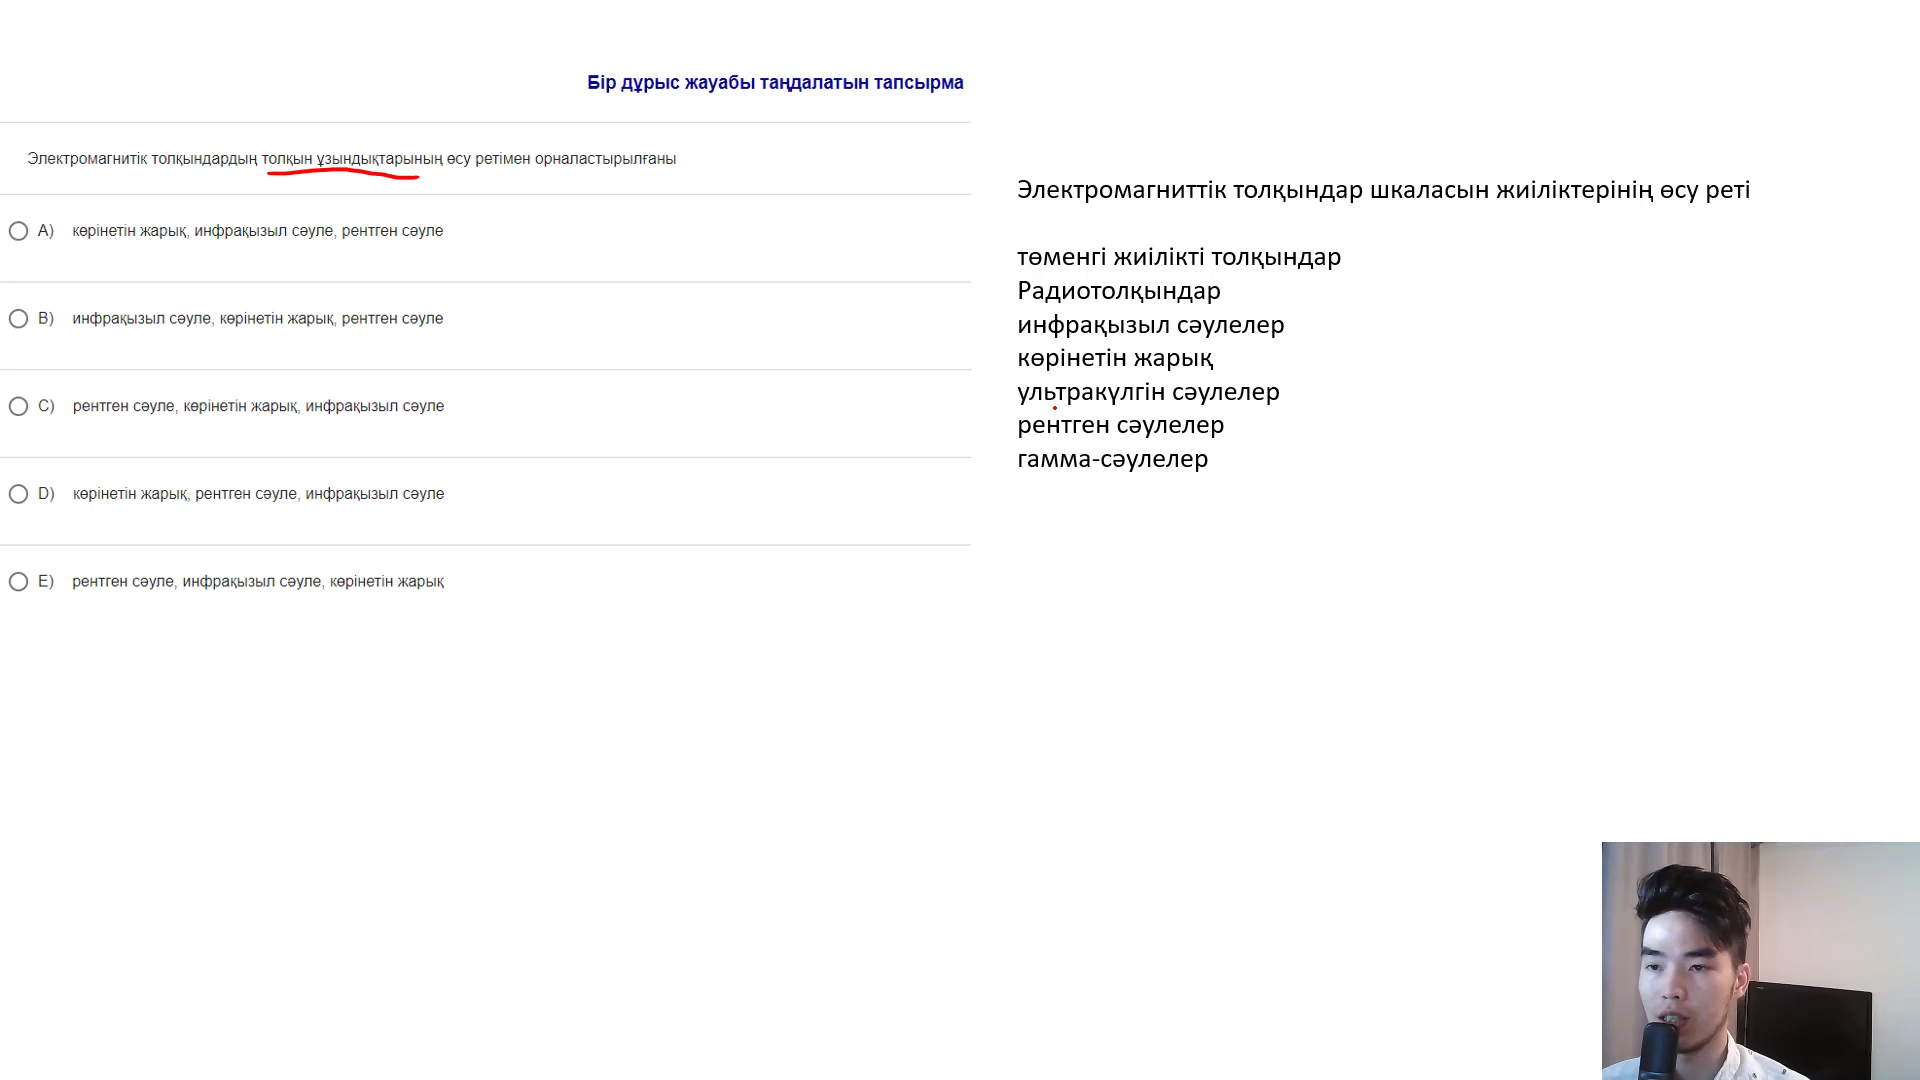 Бір дұрыс жауабы таңдалатын тапсырма
Электромагнитік толқындардың толқын ұзындықтарының өсу ретімен орналастырылғаны
A) көрінетін жарық, инфрақызыл сәуле, рентген сәуле
B) инфрақызыл сәуле, көрінетін жарық, рентген сәуле
C) рентген сәуле, көрінетін жарық, инфрақызыл сәуле
D) көрінетін жарық, рентген сәуле, инфрақызыл сәуле
E) рентген сәуле, инфрақызыл сәуле, көрінетін жарық
Электромагниттік толқындар шкаласын жиіліктерінің өсу реті
төменгі жиілікті толқындар
Радиотолқындар
инфрақызыл сәулелер
көрінетін жарық
ультракүлгін сәулелер
рентген сәулелер
гамма-сәулелер